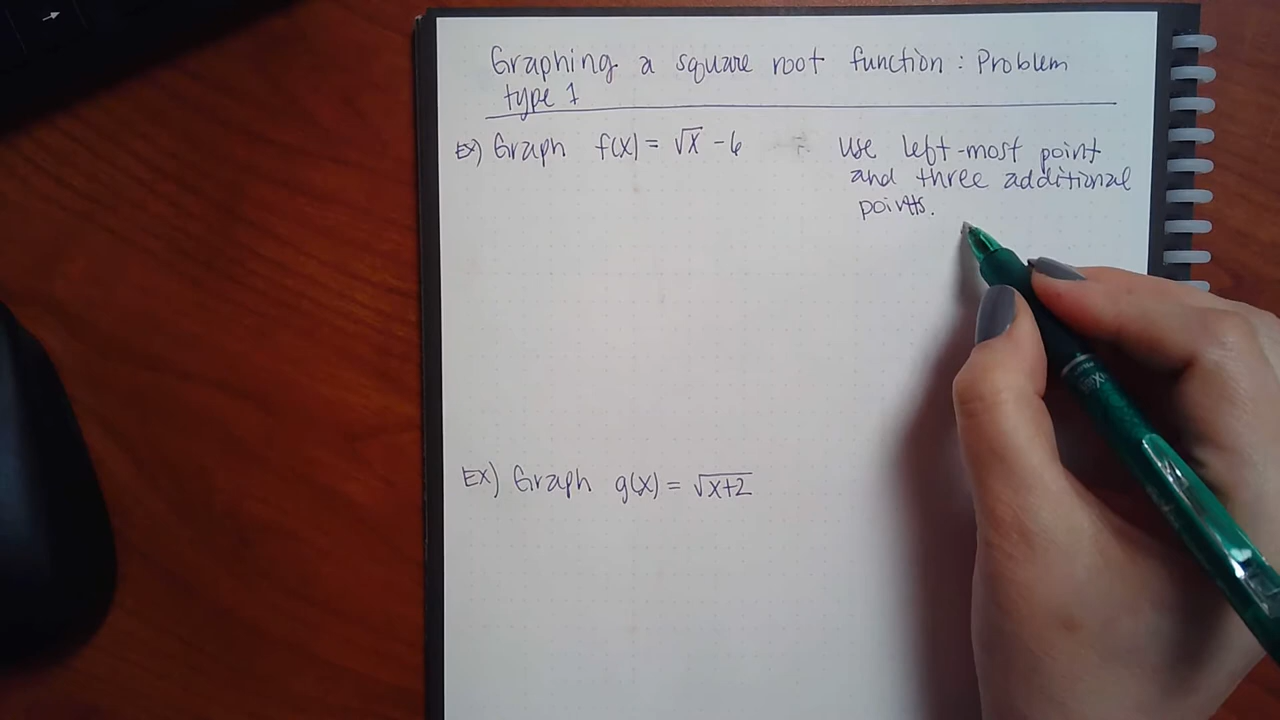 Graphing a square root function : Problem
type 1
Ex) Graph f(x) = √x - 6
Use left-most point
and three additional
points.
Ex) Graph g(x) = √x+2